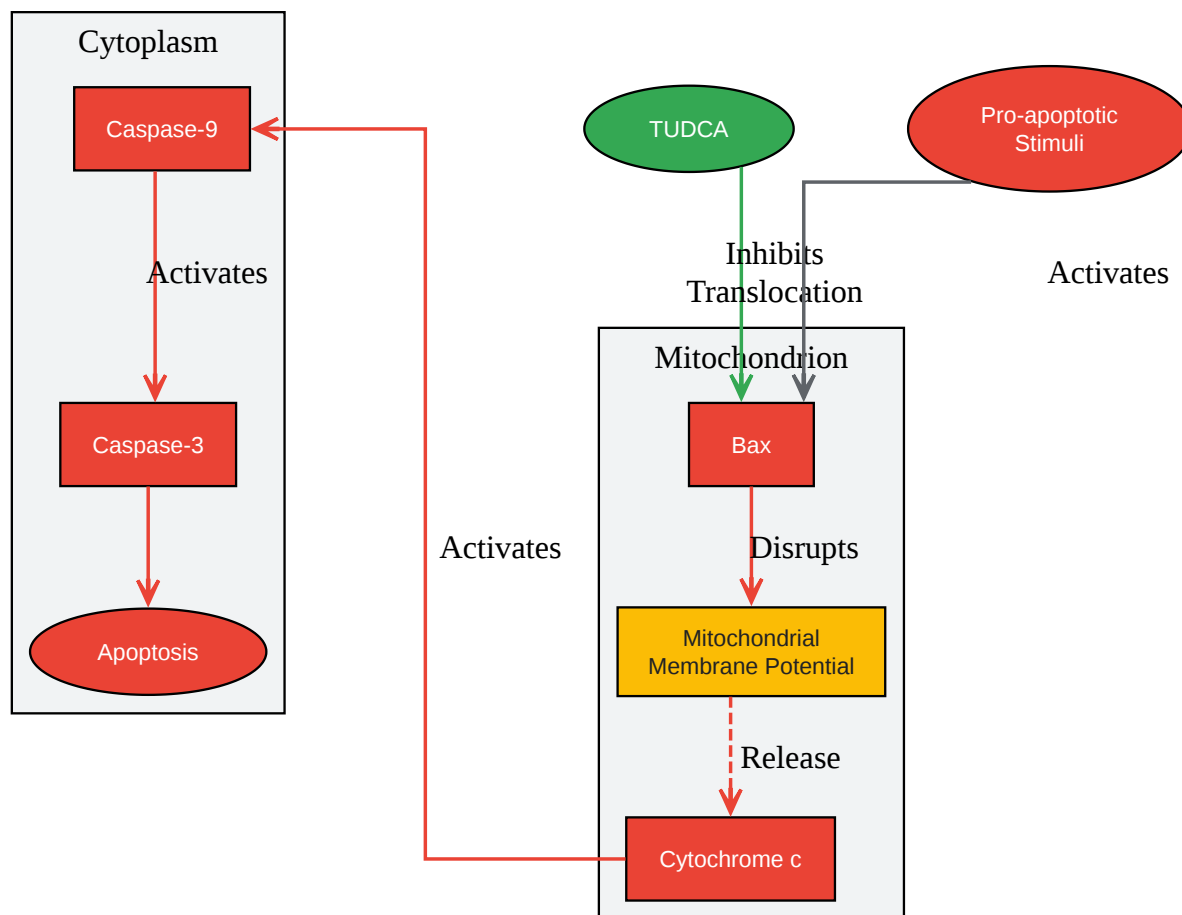 Cytoplasm
Caspase-9
Activates
Caspase-3
Apoptosis
Activates
TUDCA
Pro-apoptotic
Stimuli
Inhibits
Translocation
Activates
Mitochondrion
Bax
Disrupts
Mitochondrial
Membrane Potential
Release
Cytochrome c